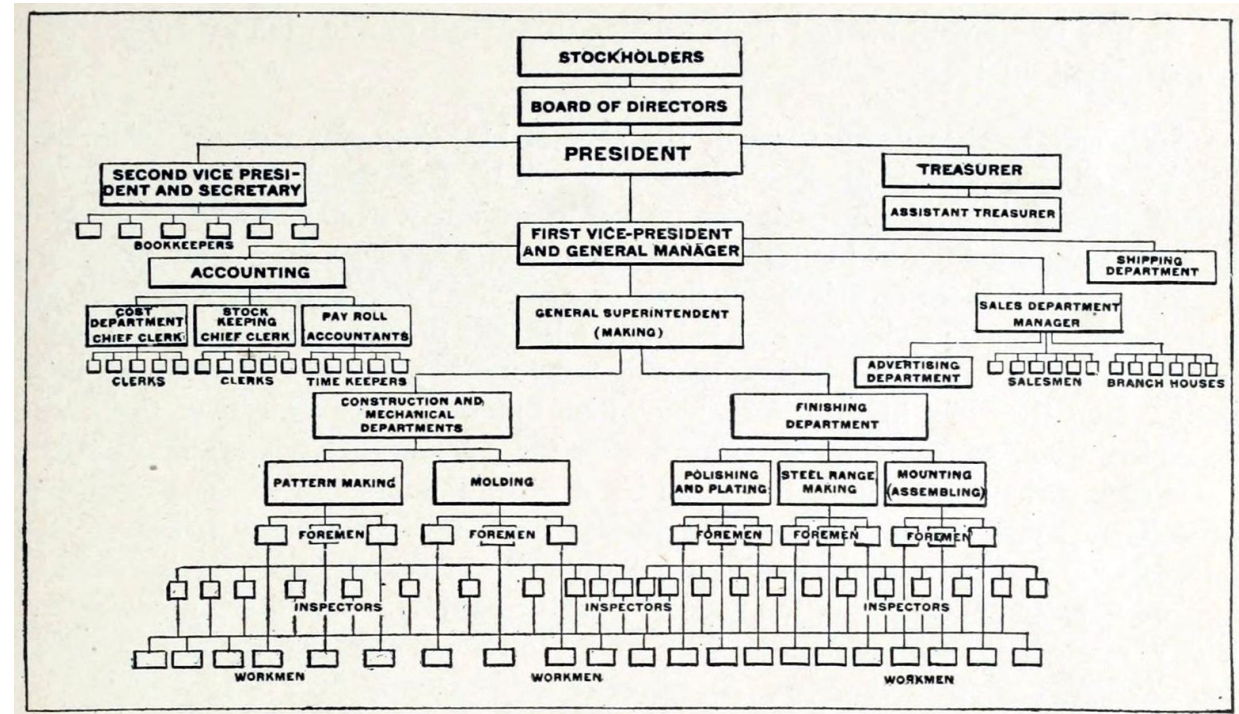 STOCKHOLDERS
BOARD OF DIRECTORS
PRESIDENT
SECOND VICE PRESI-
DENT AND SECRETARY
TREASURER
ASSISTANT TREASURER
BOOKKEEPERS
FIRST VICE-PRESIDENT
AND GENERAL MANAGER
ACCOUNTING
SHIPPING
DEPARTMENT
COST
DEPARTMENT
CHIEF CLERK
STOCK
KEEPING
CHIEF CLERK
PAY ROLL
ACCOUNTANTS
GENERAL SUPERINTENDENT
(MAKING)
SALES DEPARTMENT
MANAGER
CLERKS
CLERKS
TIME KEEPERS
ADVERTISING
DEPARTMENT
SALESMEN
BRANCH HOUSES
CONSTRUCTION AND
MECHANICAL
DEPARTMENTS
FINISHING
DEPARTMENT
PATTERN MAKING
MOLDING
POLISHING
AND PLATING
STEEL RANGE
MAKING
MOUNTING
(ASSEMBLING)
FOREMEN
FOREMEN
FOREMEN
FOREMEN
FOREMEN
INSPECTORS
INSPECTORS
INSPECTORS
WORKMEN
WORKMEN
WORKMEN